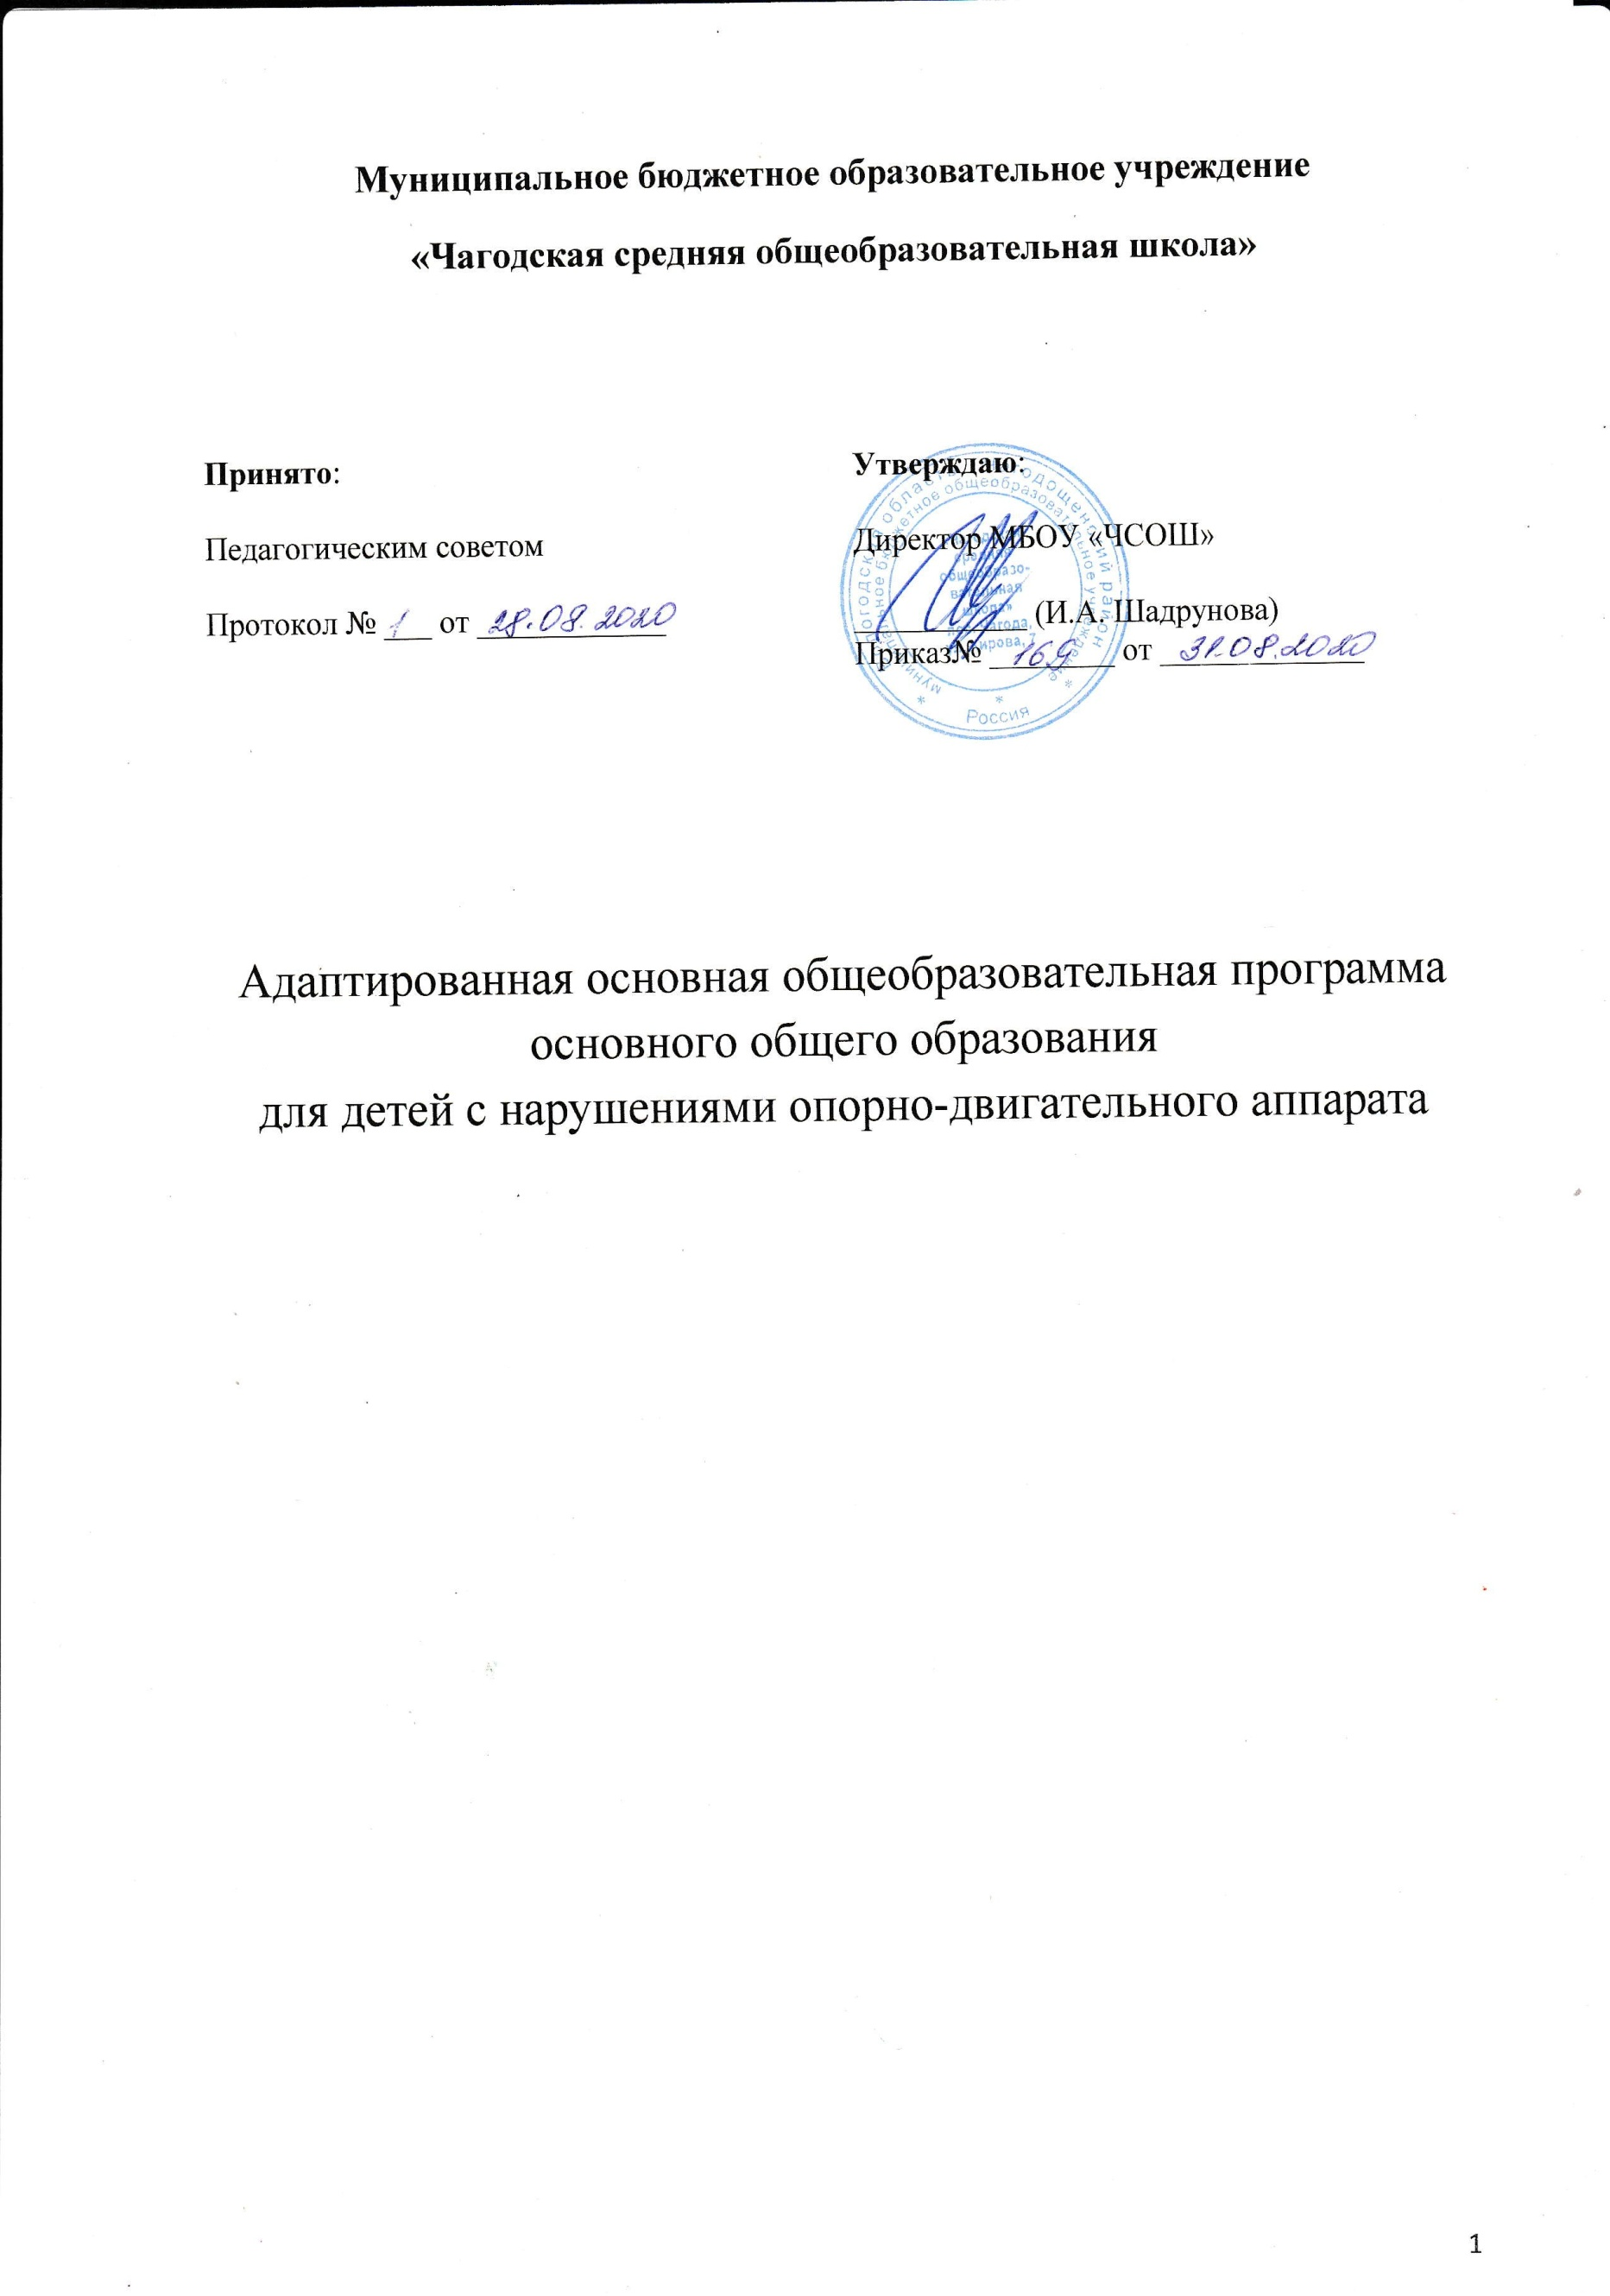 Муниципальное бюджетное образовательное учреждение
«Чагодская средняя общеобразовательная школа»
Принято:
Педагогическим советом
Протокол № 1 от 28.08.2020
Утверждаю:
Директор МБОУ «ЧСОШ»
(И.А. Шадрунова)
Приказ№ 169 от 31.08.2020
общеобразо-
школа»
Россия
Адаптированная основная общеобразовательная программа
основного общего образования
для детей с нарушениями опорно-двигательного аппарата
1